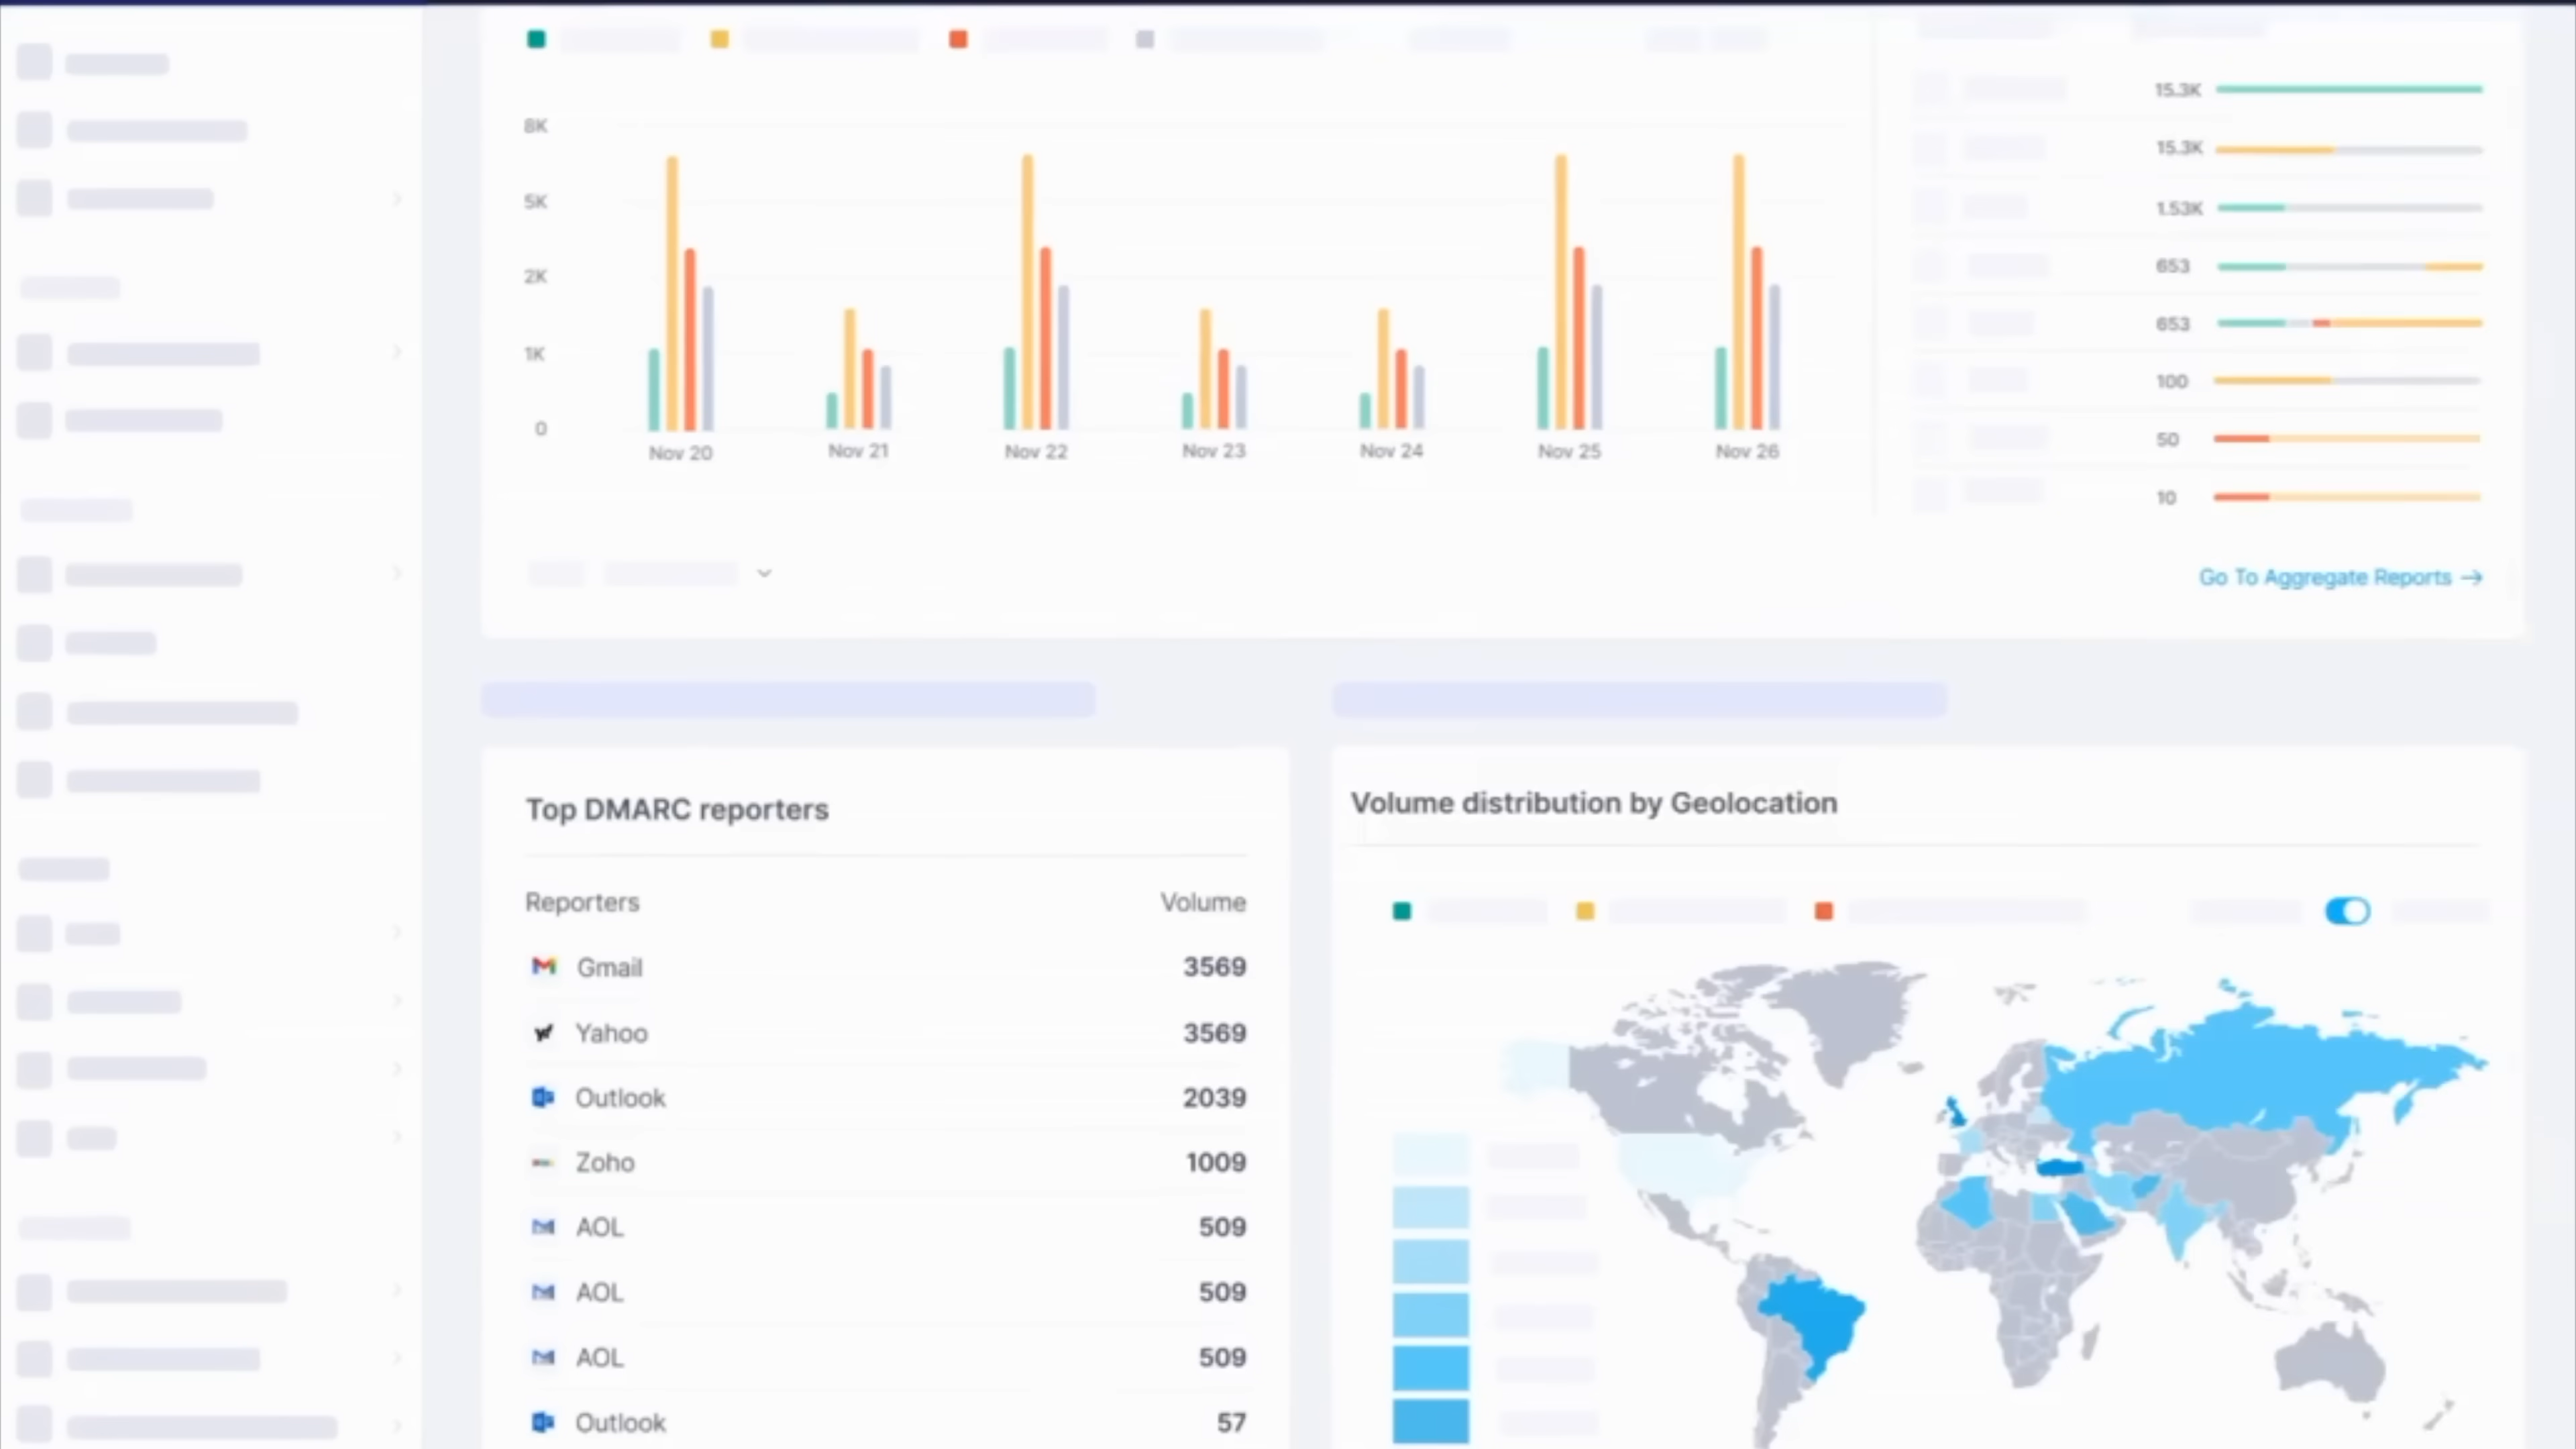 8K
5K
2K
1K
0
Nov 20
Nov 21
Nov 22
Nov 23
Nov 24
Nov 25
Nov 26
15.3K
15.3K
1.53K
653
653
100
50
10
Go To Aggregate Reports →
Top DMARC reporters
Reporters Volume
Gmail 3569
Yahoo 3569
Outlook 2039
Zoho 1009
AOL 509
AOL 509
AOL 509
Outlook 57
Volume distribution by Geolocation